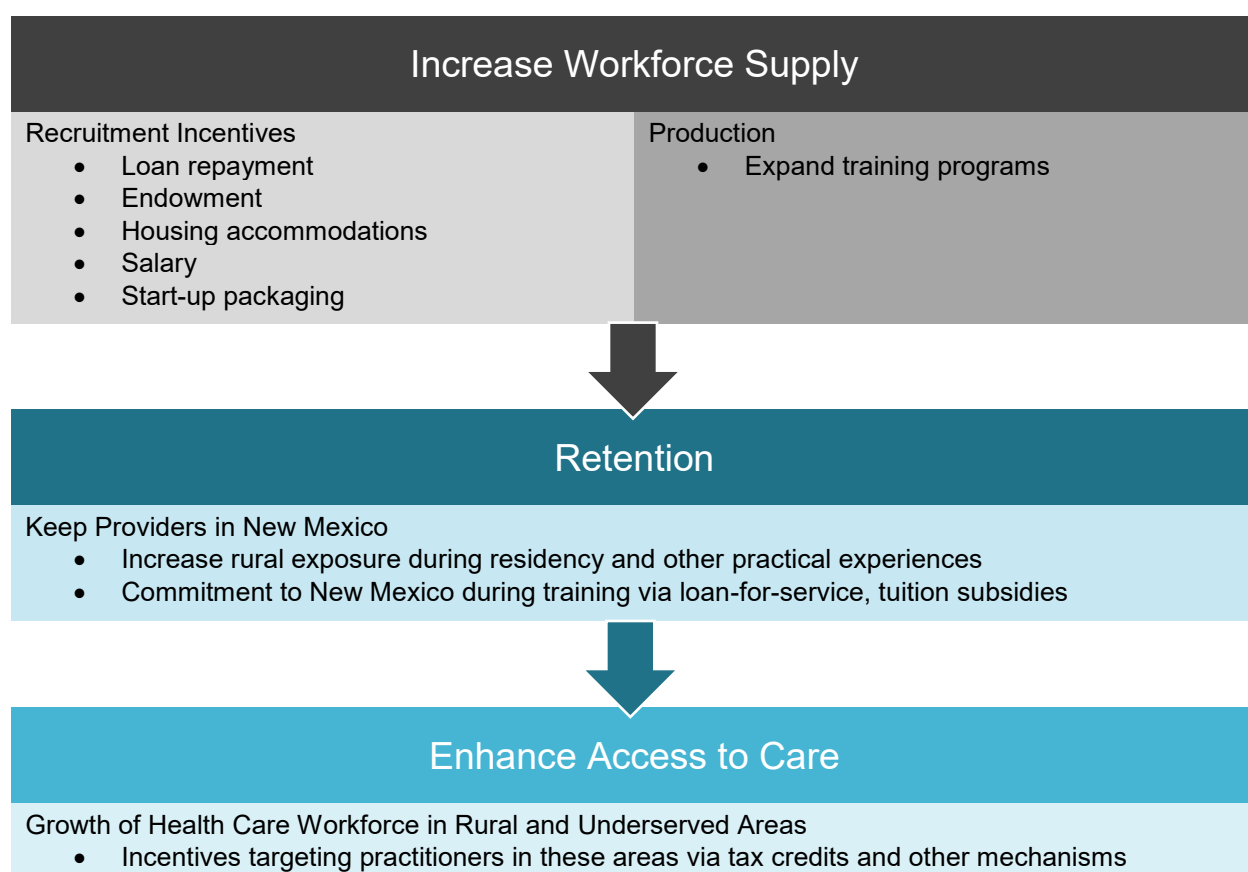 Increase Workforce Supply
Recruitment Incentives
• Loan repayment
• Endowment
• Housing accommodations
• Salary
• Start-up packaging
Production
• Expand training programs
Retention
Keep Providers in New Mexico
• Increase rural exposure during residency and other practical experiences
• Commitment to New Mexico during training via loan-for-service, tuition subsidies
Enhance Access to Care
Growth of Health Care Workforce in Rural and Underserved Areas
• Incentives targeting practitioners in these areas via tax credits and other mechanisms